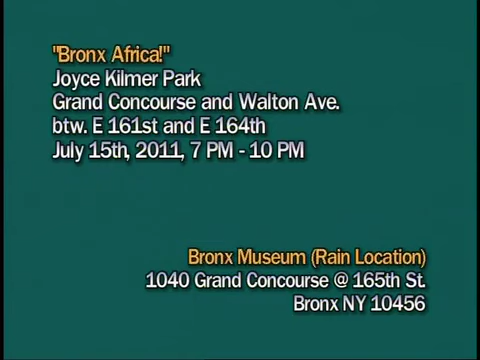 "Bronx Africa!"
Joyce Kilmer Park
Grand Concourse and Walton Ave.
btw. E 161st and E 164th
July 15th, 2011, 7 PM - 10 PM
Bronx Museum (Rain Location)
1040 Grand Concourse @ 165th St.
Bronx NY 10456